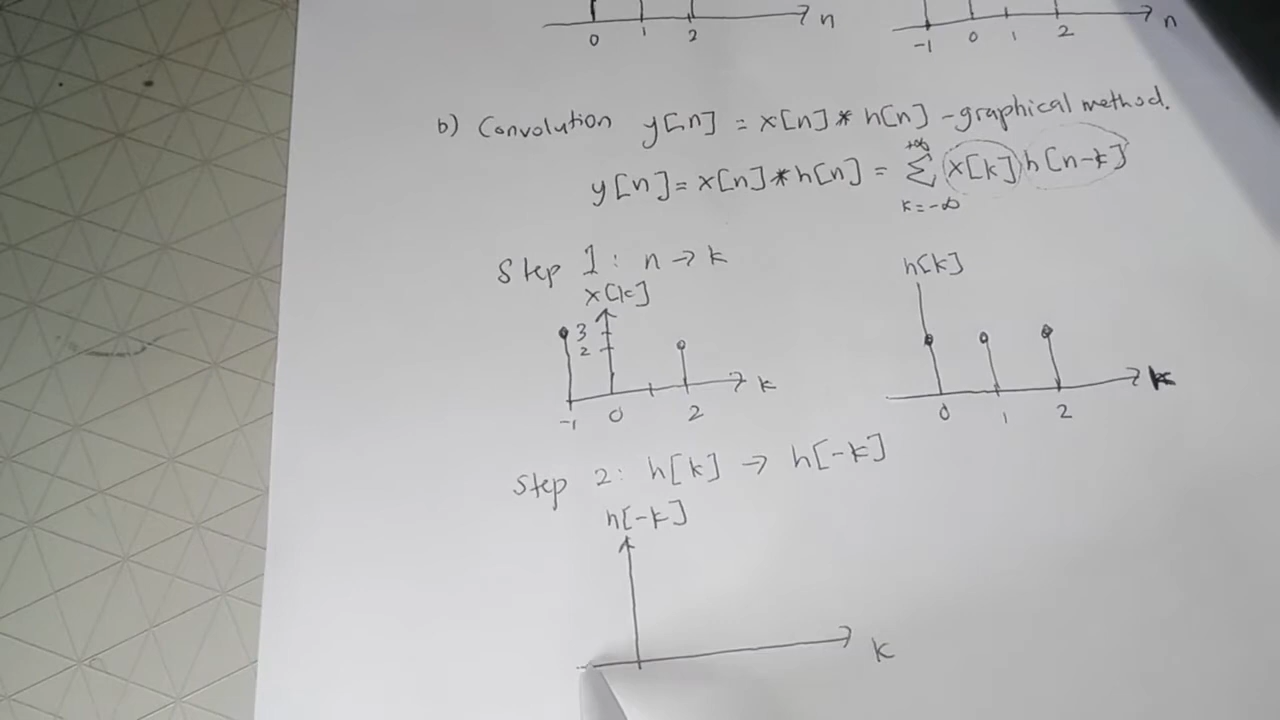 n n
0 1 2 -1 0 1 2
b) Convolution y[n] = x[n] * h[n] - graphical method.
y[n] = x[n] * h[n] = +∞ Σ k=-∞ x[k] h[n-k]
Step 1: n → k
x[k] h[k]
3
2
k k
-1 0 2 0 1 2
Step 2: h[k] → h[-k]
h[-k]
k